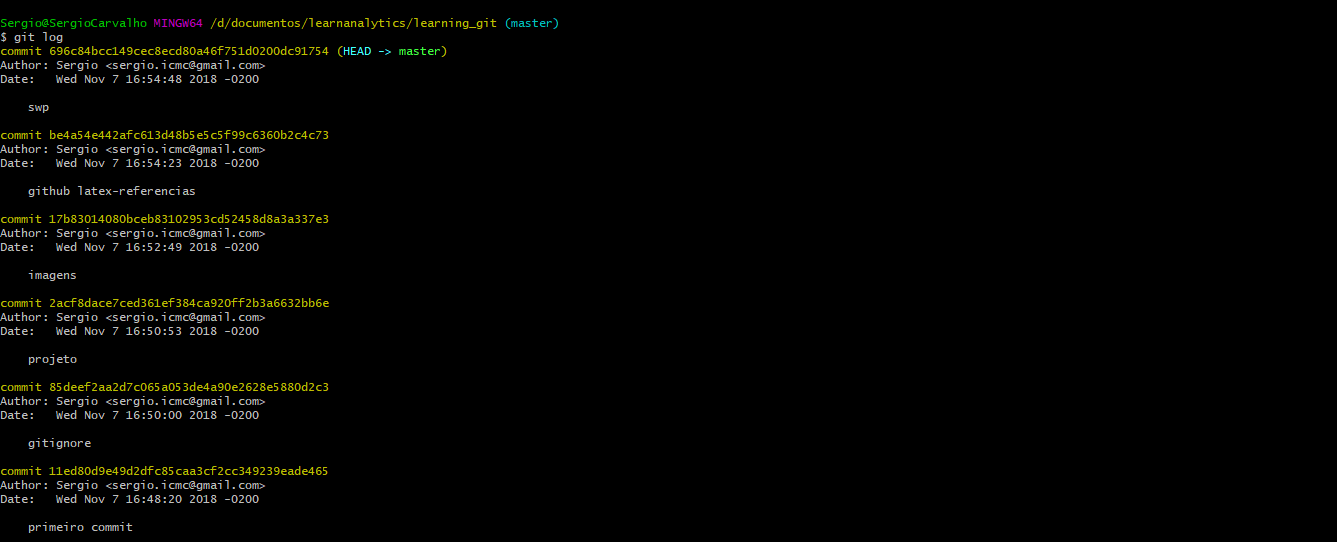 Sergio@SergioCarvalho MINGW64 /d/documentos/learnanalytics/learning_git (master)
$ git log
commit 696c84bcc149cec8ecd80a46f751d0200dc91754 (HEAD -> master)
Author: Sergio <sergio.icmc@gmail.com>
Date:   Wed Nov 7 16:54:48 2018 -0200

    swp

commit be4a54e442afc613d48b5e5c5f99c6360b2c4c73
Author: Sergio <sergio.icmc@gmail.com>
Date:   Wed Nov 7 16:54:23 2018 -0200

    github latex-referencias

commit 17b83014080bceb83102953cd52458d8a3a337e3
Author: Sergio <sergio.icmc@gmail.com>
Date:   Wed Nov 7 16:52:49 2018 -0200

    imagens

commit 2acf8dace7ced361ef384ca920ff2b3a6632bb6e
Author: Sergio <sergio.icmc@gmail.com>
Date:   Wed Nov 7 16:50:53 2018 -0200

    projeto

commit 85deef2aa2d7c065a053de4a90e2628e5880d2c3
Author: Sergio <sergio.icmc@gmail.com>
Date:   Wed Nov 7 16:50:00 2018 -0200

    gitignore

commit 11ed80d9e49d2dfc85caa3cf2cc349239eade465
Author: Sergio <sergio.icmc@gmail.com>
Date:   Wed Nov 7 16:48:20 2018 -0200

    primeiro commit